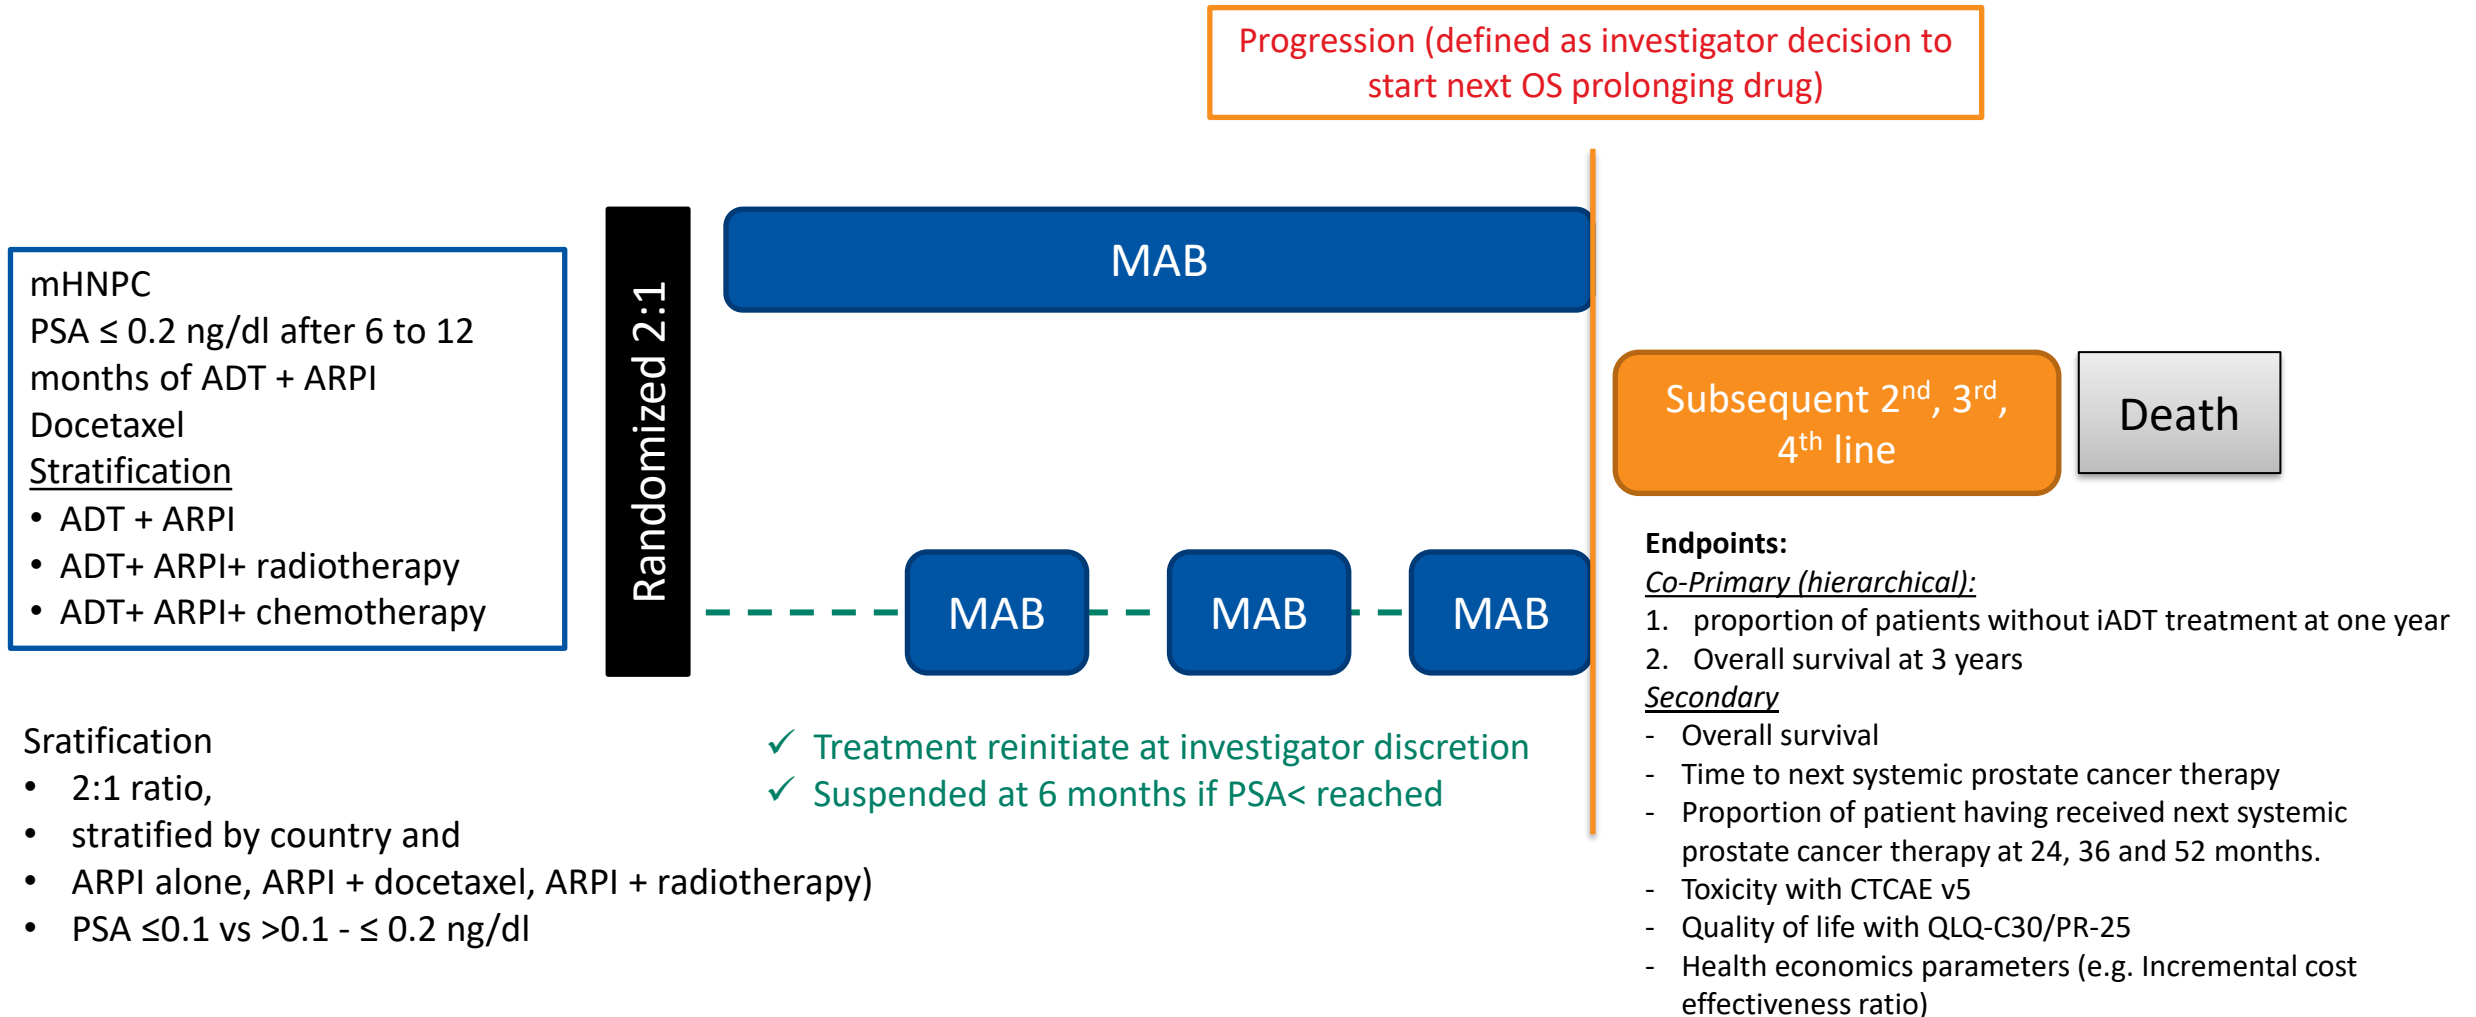 Progression (defined as investigator decision to
start next OS prolonging drug)
mHNPC
PSA ≤ 0.2 ng/dl after 6 to 12
months of ADT + ARPI
Docetaxel
Stratification
• ADT + ARPI
• ADT+ ARPI+ radiotherapy
• ADT+ ARPI+ chemotherapy
Randomized 2:1
MAB
MAB
MAB
MAB
Subsequent 2nd, 3rd,
4th line
Death
Sratification
• 2:1 ratio,
• stratified by country and
• ARPI alone, ARPI + docetaxel, ARPI + radiotherapy)
• PSA ≤0.1 vs >0.1 - ≤ 0.2 ng/dl
✓ Treatment reinitiate at investigator discretion
✓ Suspended at 6 months if PSA< reached
Endpoints:
Co-Primary (hierarchical):
1. proportion of patients without iADT treatment at one year
2. Overall survival at 3 years
Secondary
- Overall survival
- Time to next systemic prostate cancer therapy
- Proportion of patient having received next systemic
prostate cancer therapy at 24, 36 and 52 months.
- Toxicity with CTCAE v5
- Quality of life with QLQ-C30/PR-25
- Health economics parameters (e.g. Incremental cost
effectiveness ratio)